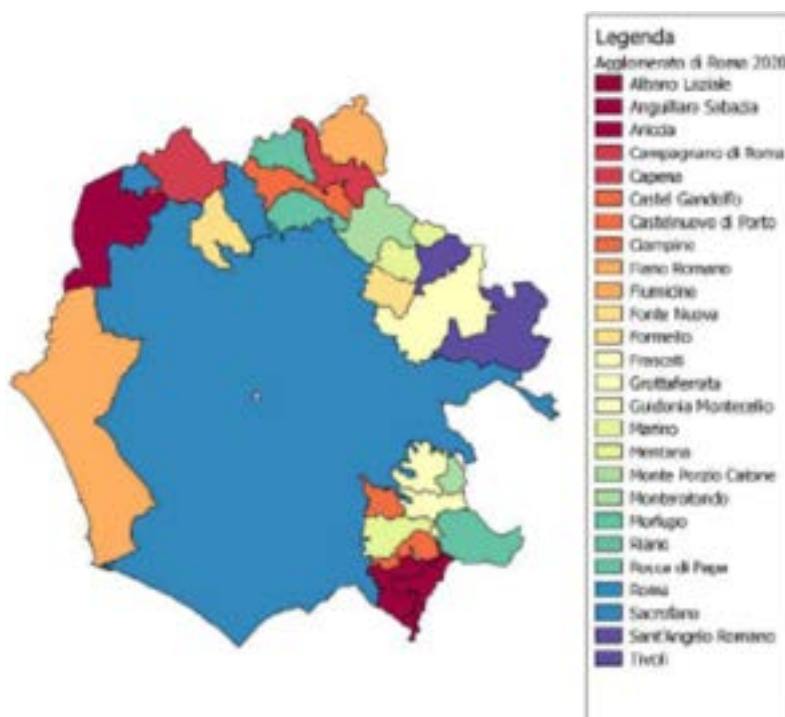 Legenda
Agglomerato di Roma 2020
Albano Laziale
Anguillara Sabazia
Ariccia
Campagnano di Roma
Capena
Castel Gandolfo
Castelnuovo di Porto
Ciampino
Fiano Romano
Fiumicino
Fonte Nuova
Formello
Frascati
Grottaferrata
Guidonia Montecelio
Marino
Mentana
Monte Porzio Catone
Monterotondo
Morlupo
Riano
Rocca di Papa
Roma
Sacrofano
Sant'Angelo Romano
Tivoli